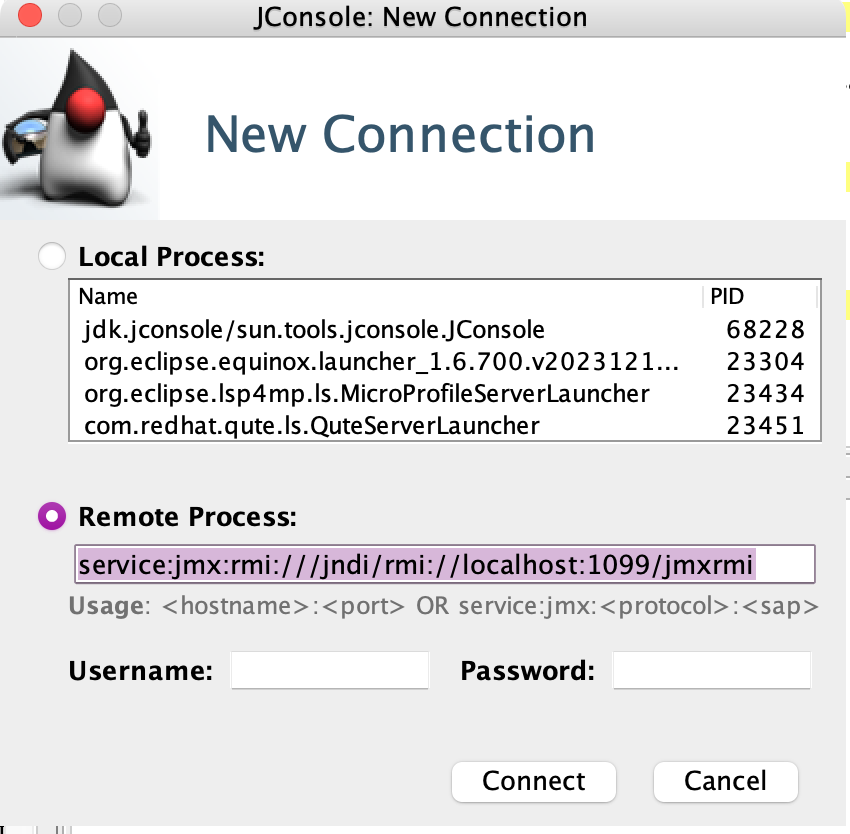 JConsole: New Connection
New Connection
Local Process:
Name PID
jdk.jconsole/sun.tools.jconsole.JConsole 68228
org.eclipse.equinox.launcher_1.6.700.v2023121... 23304
org.eclipse.lsp4mp.ls.MicroProfileServerLauncher 23434
com.redhat.qute.ls.QuteServerLauncher 23451
Remote Process:
service:jmx:rmi:///jndi/rmi://localhost:1099/jmxrmi
Usage: <hostname>:<port> OR service:jmx:<protocol>:<sap>
Username: Password:
Connect Cancel